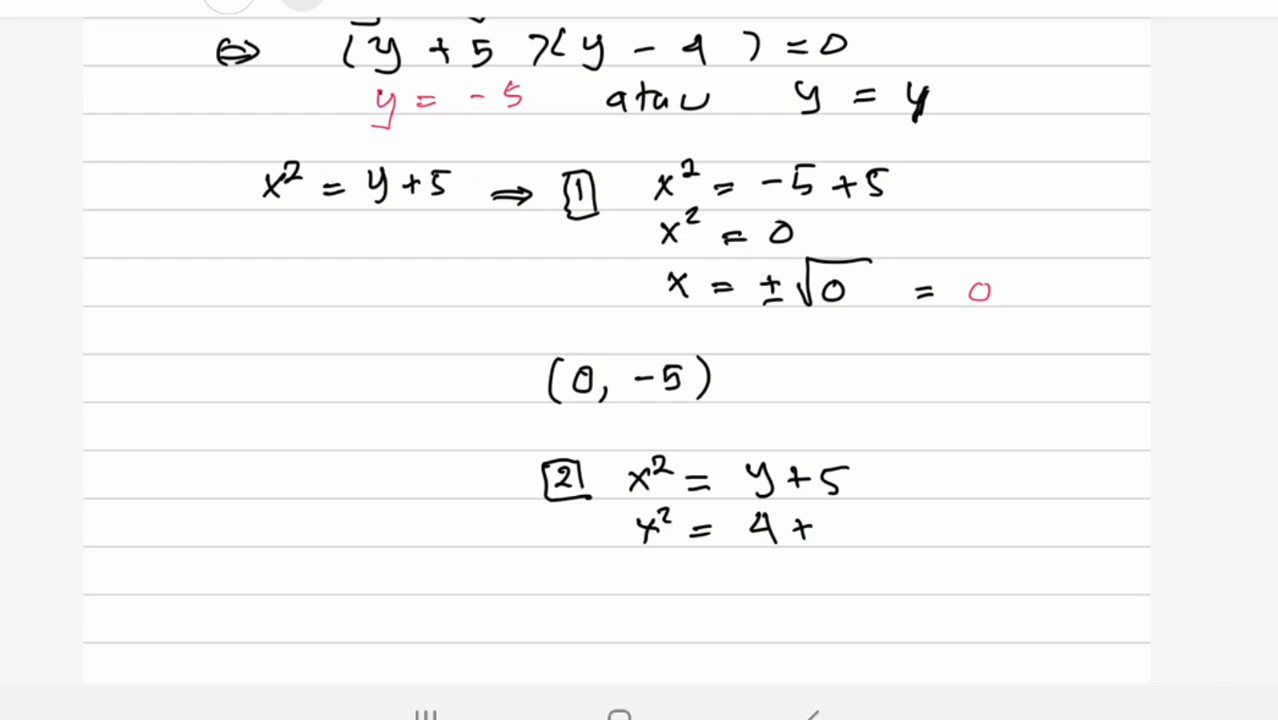 ⇔ (y + 5)(y - 4) = 0
y = -5 atau y = 4
x² = y + 5 ⇒ 1 x² = -5 + 5
x² = 0
x = ±√0 = 0
(0, -5)
2 x² = y + 5
x² = 4 +